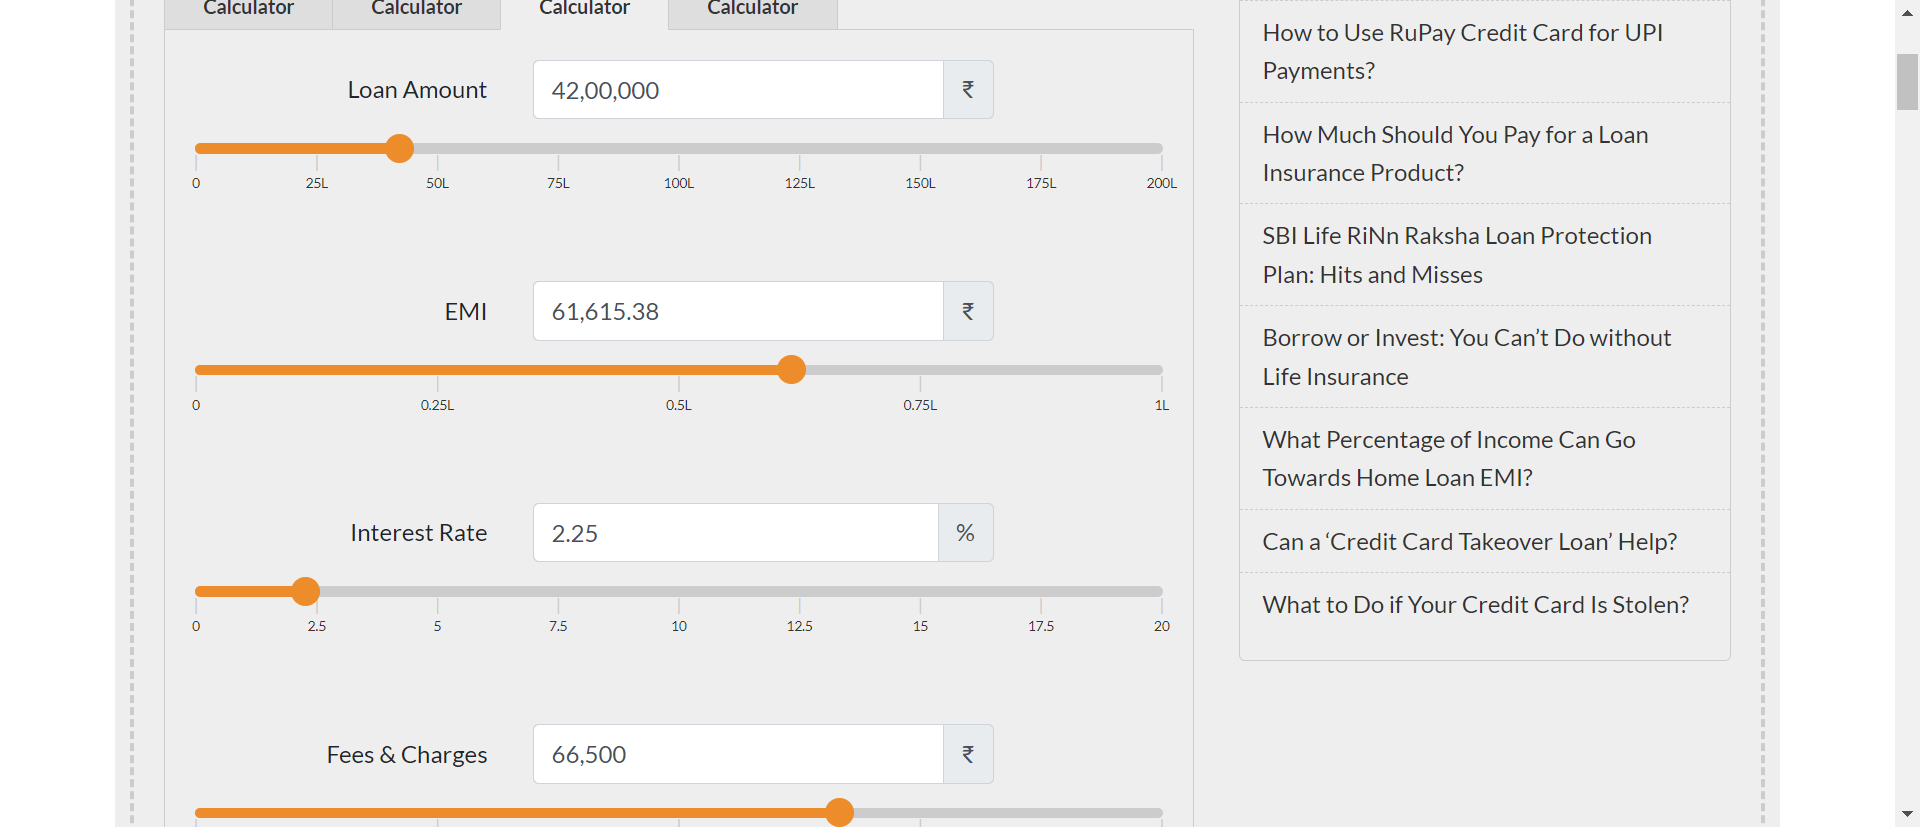 Calculator
Calculator
Calculator
Calculator
Loan Amount
42,00,000
₹
0
25L
50L
75L
100L
125L
150L
175L
200L
EMI
61,615.38
₹
0
0.25L
0.5L
0.75L
1L
Interest Rate
2.25
%
0
2.5
5
7.5
10
12.5
15
17.5
20
Fees & Charges
66,500
₹
How to Use RuPay Credit Card for UPI
Payments?
How Much Should You Pay for a Loan
Insurance Product?
SBI Life RiNn Raksha Loan Protection
Plan: Hits and Misses
Borrow or Invest: You Can’t Do without
Life Insurance
What Percentage of Income Can Go
Towards Home Loan EMI?
Can a ‘Credit Card Takeover Loan’ Help?
What to Do if Your Credit Card Is Stolen?